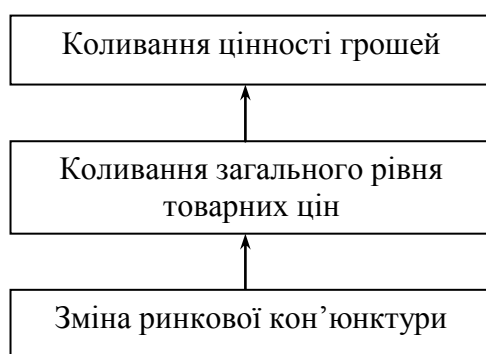 Коливання цінності грошей
Коливання загального рівня
товарних цін
Зміна ринкової кон’юнктури